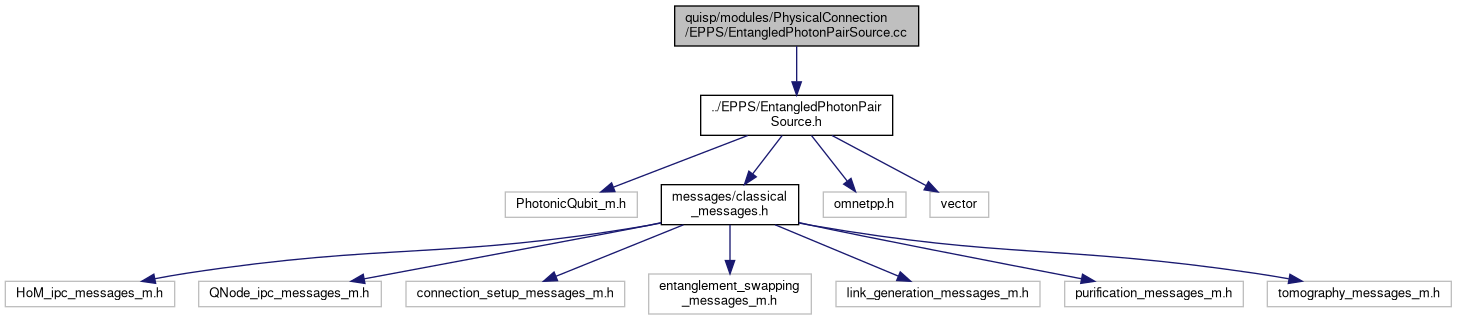 quisp/modules/PhysicalConnection
/EPPS/EntangledPhotonPairSource.cc
../EPPS/EntangledPhotonPair
Source.h
PhotonicQubit_m.h
messages/classical
_messages.h
omnetpp.h
vector
HoM_ipc_messages_m.h
QNode_ipc_messages_m.h
connection_setup_messages_m.h
entanglement_swapping
_messages_m.h
link_generation_messages_m.h
purification_messages_m.h
tomography_messages_m.h